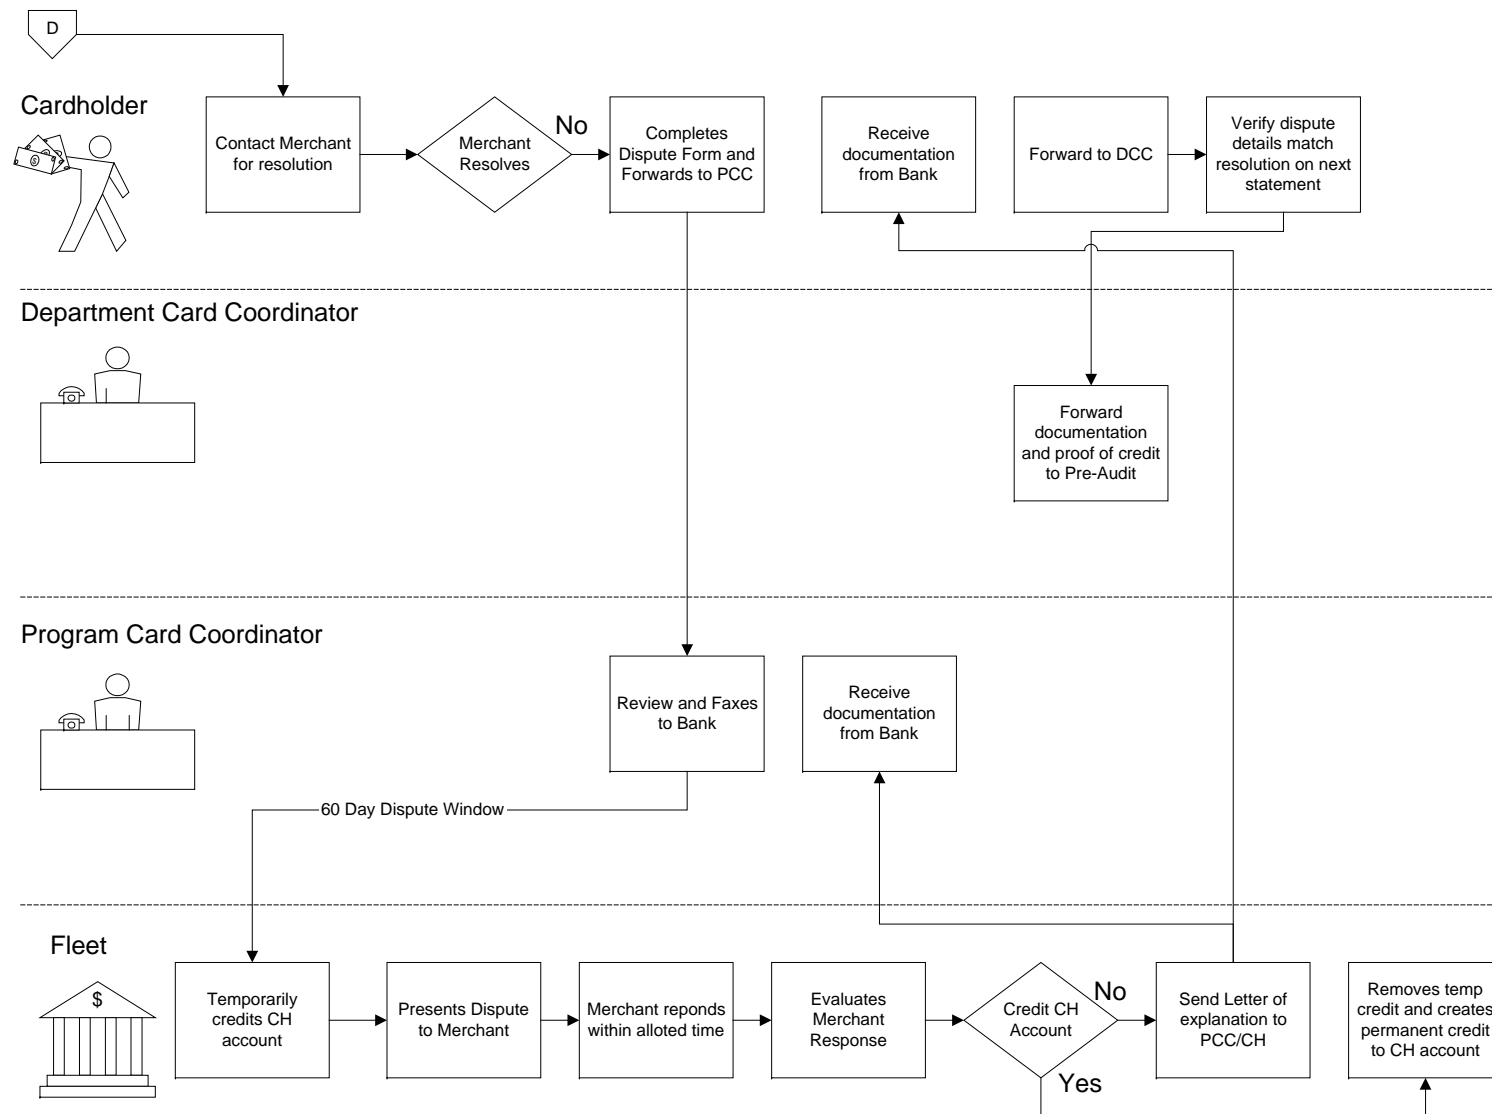 D
Cardholder
Contact Merchant
for resolution
Merchant
Resolves
No
Completes
Dispute Form and
Forwards to PCC
Receive
documentation
from Bank
Forward to DCC
Verify dispute
details match
resolution on next
statement
Department Card Coordinator
Forward
documentation
and proof of credit
to Pre-Audit
Program Card Coordinator
Review and Faxes
to Bank
Receive
documentation
from Bank
60 Day Dispute Window
Fleet
$
Temporarily
credits CH
account
Presents Dispute
to Merchant
Merchant reponds
within alloted time
Evaluates
Merchant
Response
Credit CH
Account
No
Yes
Send Letter of
explanation to
PCC/CH
Removes temp
credit and creates
permanent credit
to CH account